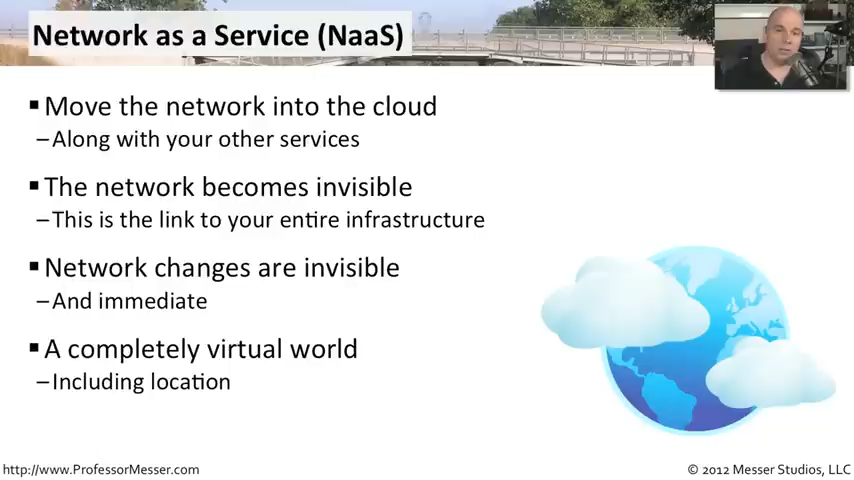 Network as a Service (NaaS)
▪Move the network into the cloud
–Along with your other services
▪The network becomes invisible
–This is the link to your entire infrastructure
▪Network changes are invisible
–And immediate
▪A completely virtual world
–Including location
http://www.ProfessorMesser.com
© 2012 Messer Studios, LLC